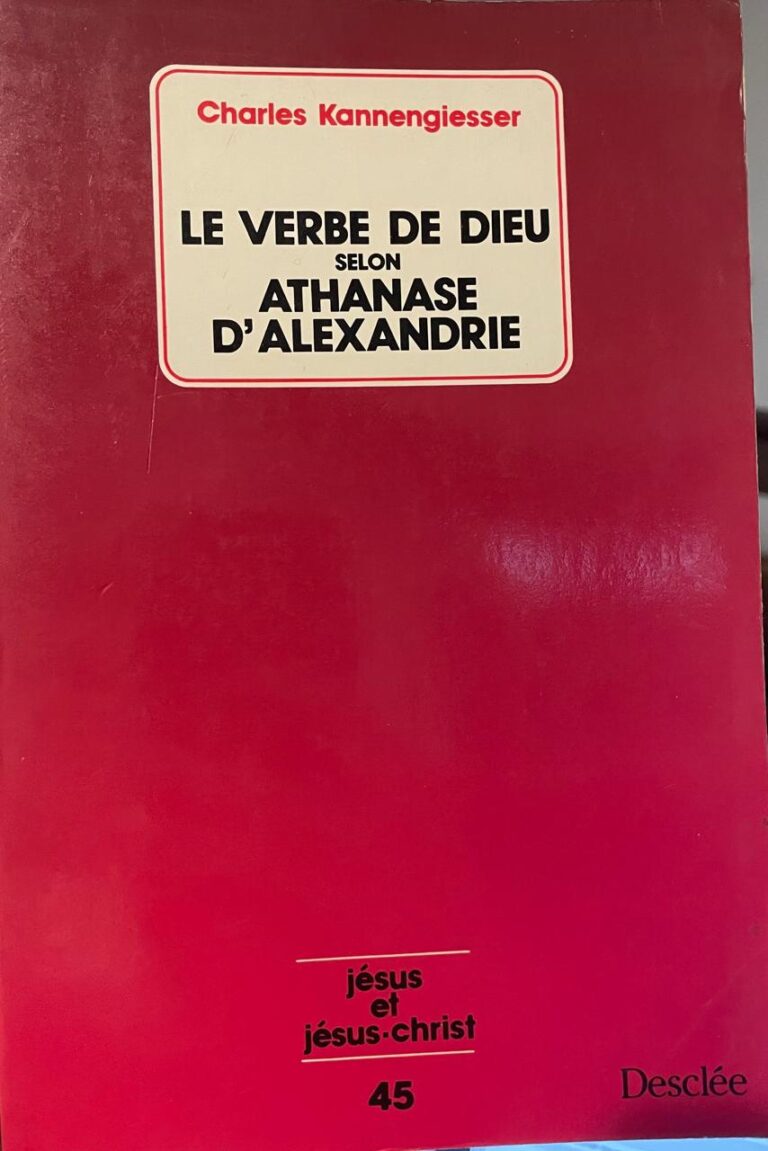 Charles Kannengiesser
LE VERBE DE DIEU
SELON
ATHANASE
D'ALEXANDRIE
jésus
et
jésus-christ
45
Desclée